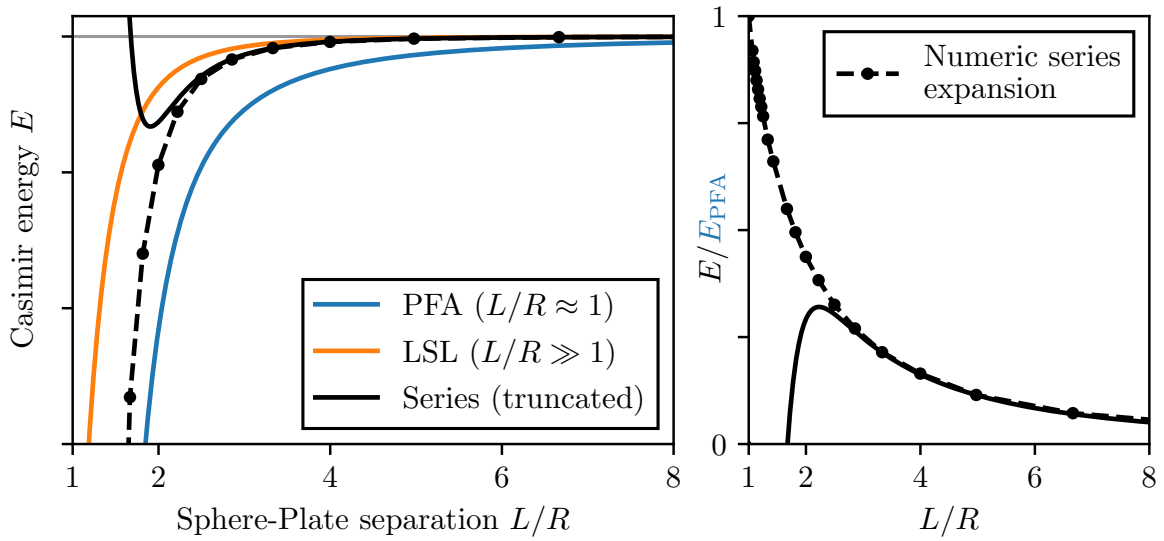 Casimir energy E
PFA (L/R ≈ 1)
LSL (L/R ≫ 1)
Series (truncated)
1 2 4 6 8
Sphere-Plate separation L/R
1
0
E/E_PFA
Numeric series
expansion
1 2 4 6 8
L/R